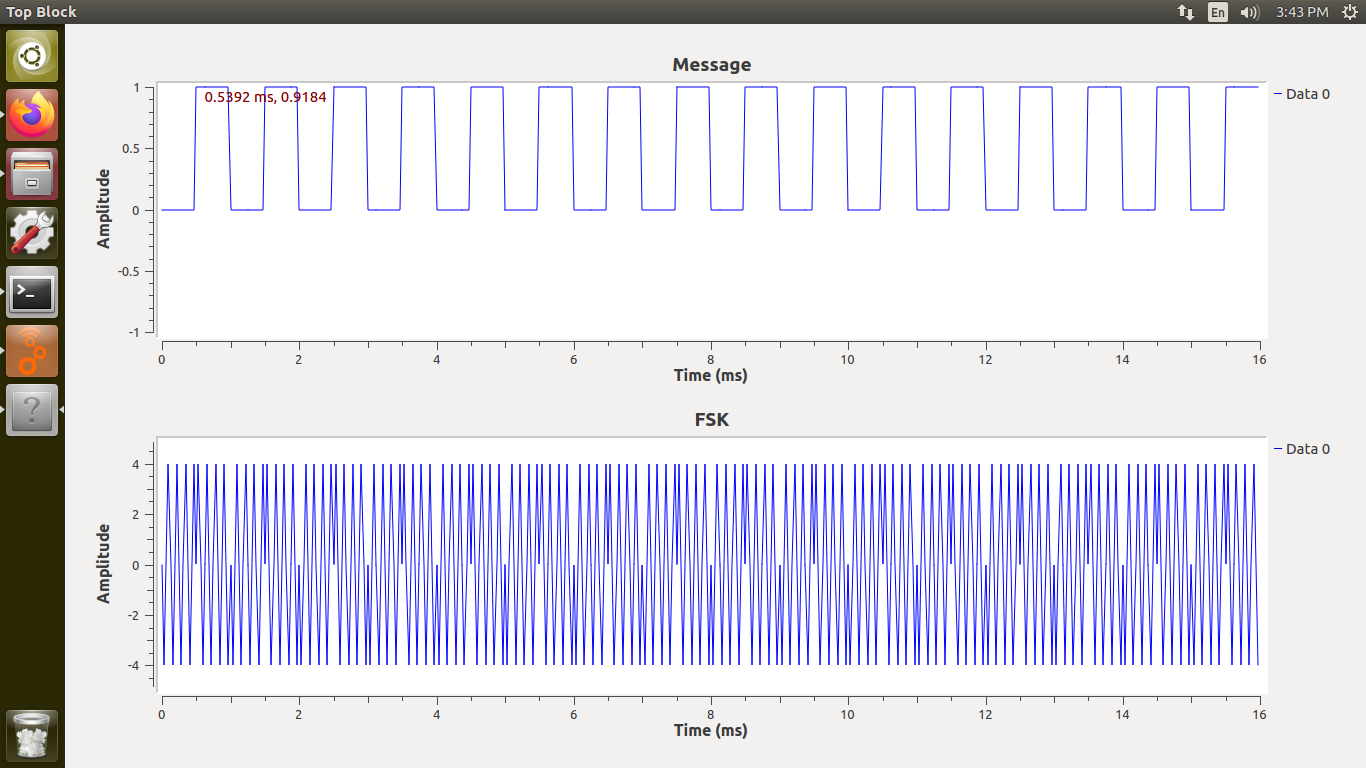 Top Block
En
3:43 PM
Message
0.5392 ms, 0.9184
Data 0
1
0.5
0
-0.5
-1
Amplitude
0 2 4 6 8 10 12 14 16
Time (ms)
FSK
Data 0
4
2
0
-2
-4
Amplitude
0 2 4 6 8 10 12 14 16
Time (ms)